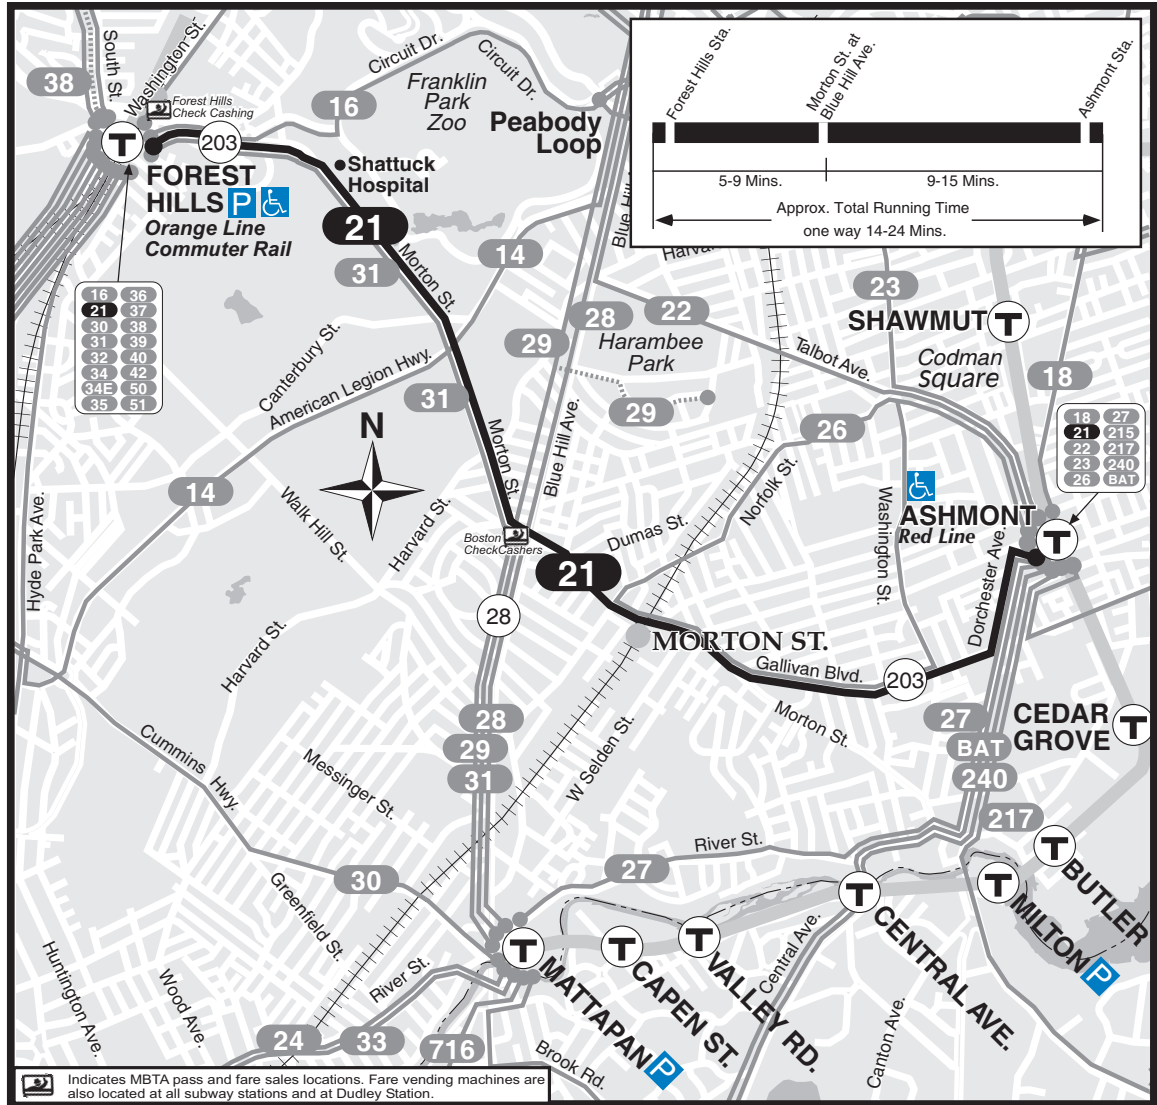 South St.
Washington St.
38
Forest Hills
Check Cashing
T
203
FOREST
HILLS P
Orange Line
Commuter Rail
Circuit Dr.
Circuit Dr.
16
Franklin
Park
Zoo
Peabody
Loop
Shattuck
Hospital
21
31
Morton St.
14
Blue Hill
Harvar
Forest Hills Sta.
Morton St. at
Blue Hill Ave.
Ashmont Sta.
5-9 Mins.
9-15 Mins.
Approx. Total Running Time
one way 14-24 Mins.
16 36
21 37
30 38
31 39
32 40
34 42
34E 50
35 51
Canterbury St.
American Legion Hwy.
29
28
22
23
Harambee
Park
29
Talbot Ave.
SHAWMUT T
Codman
Square
18
18 27
21 215
22 217
23 240
26 BAT
31
N
Morton St.
Blue Hill Ave.
26
Norfolk St.
Washington St.
ASHMONT
Red Line
T
Dorchester Ave.
14
Walk Hill St.
Harvard St.
Boston
CheckCashers
Dumas St.
21
28
Hyde Park Ave.
Harvard St.
MORTON ST.
Gallivan Blvd.
203
Morton St.
27
BAT
240
217
CEDAR
GROVE T
Cummins Hwy.
Messinger St.
28
29
31
W Selden St.
River St.
27
30
Greenfield St.
T
BUTLER
T
MILTON P
T
CENTRAL AVE.
T
VALLEY RD.
T
CAPEN ST.
T
MATTAPAN P
Central Ave.
Canton Ave.
Huntington Ave.
Wood Ave.
River St.
24
33
716
Brook Rd.
Indicates MBTA pass and fare sales locations. Fare vending machines are
also located at all subway stations and at Dudley Station.